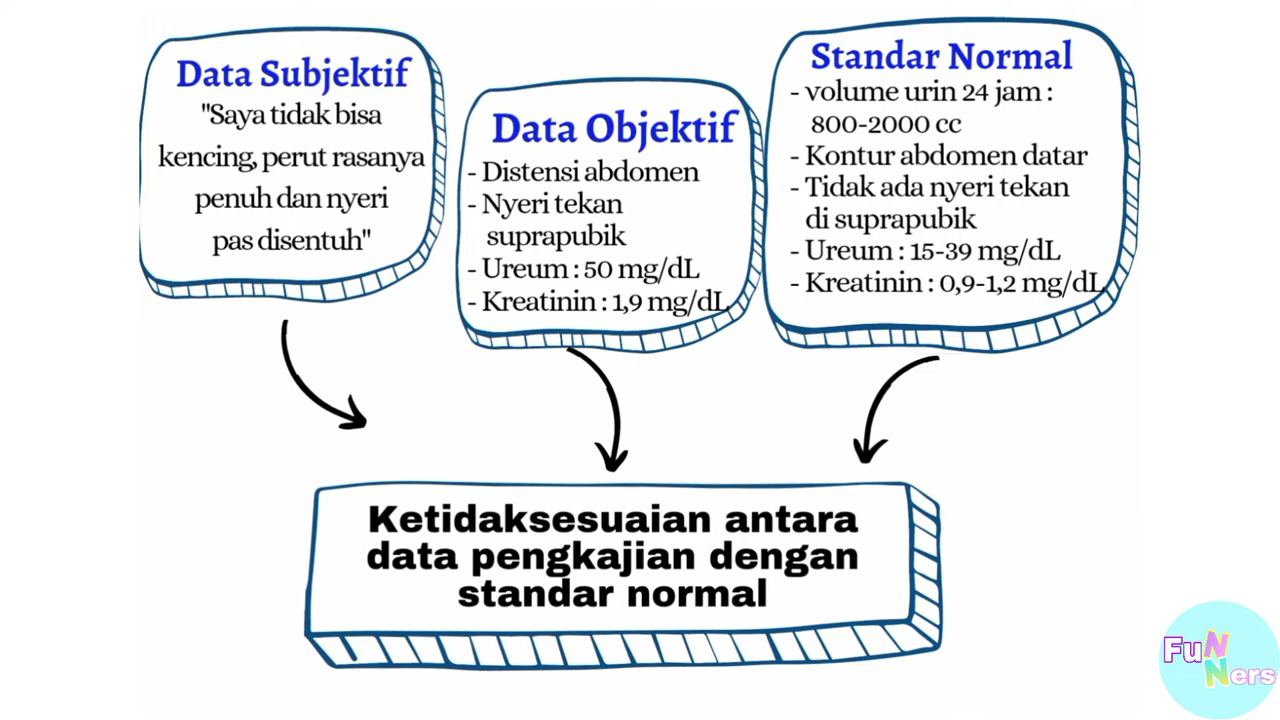 Data Subjektif
"Saya tidak bisa
kencing, perut rasanya
penuh dan nyeri
pas disentuh"
Data Objektif
- Distensi abdomen
- Nyeri tekan
suprapubik
- Ureum : 50 mg/dL
- Kreatinin : 1,9 mg/dL
Standar Normal
- volume urin 24 jam :
800-2000 cc
- Kontur abdomen datar
- Tidak ada nyeri tekan
di suprapubik
- Ureum : 15-39 mg/dL
- Kreatinin : 0,9-1,2 mg/dL
Ketidaksesuaian antara
data pengkajian dengan
standar normal
FuN
Ners